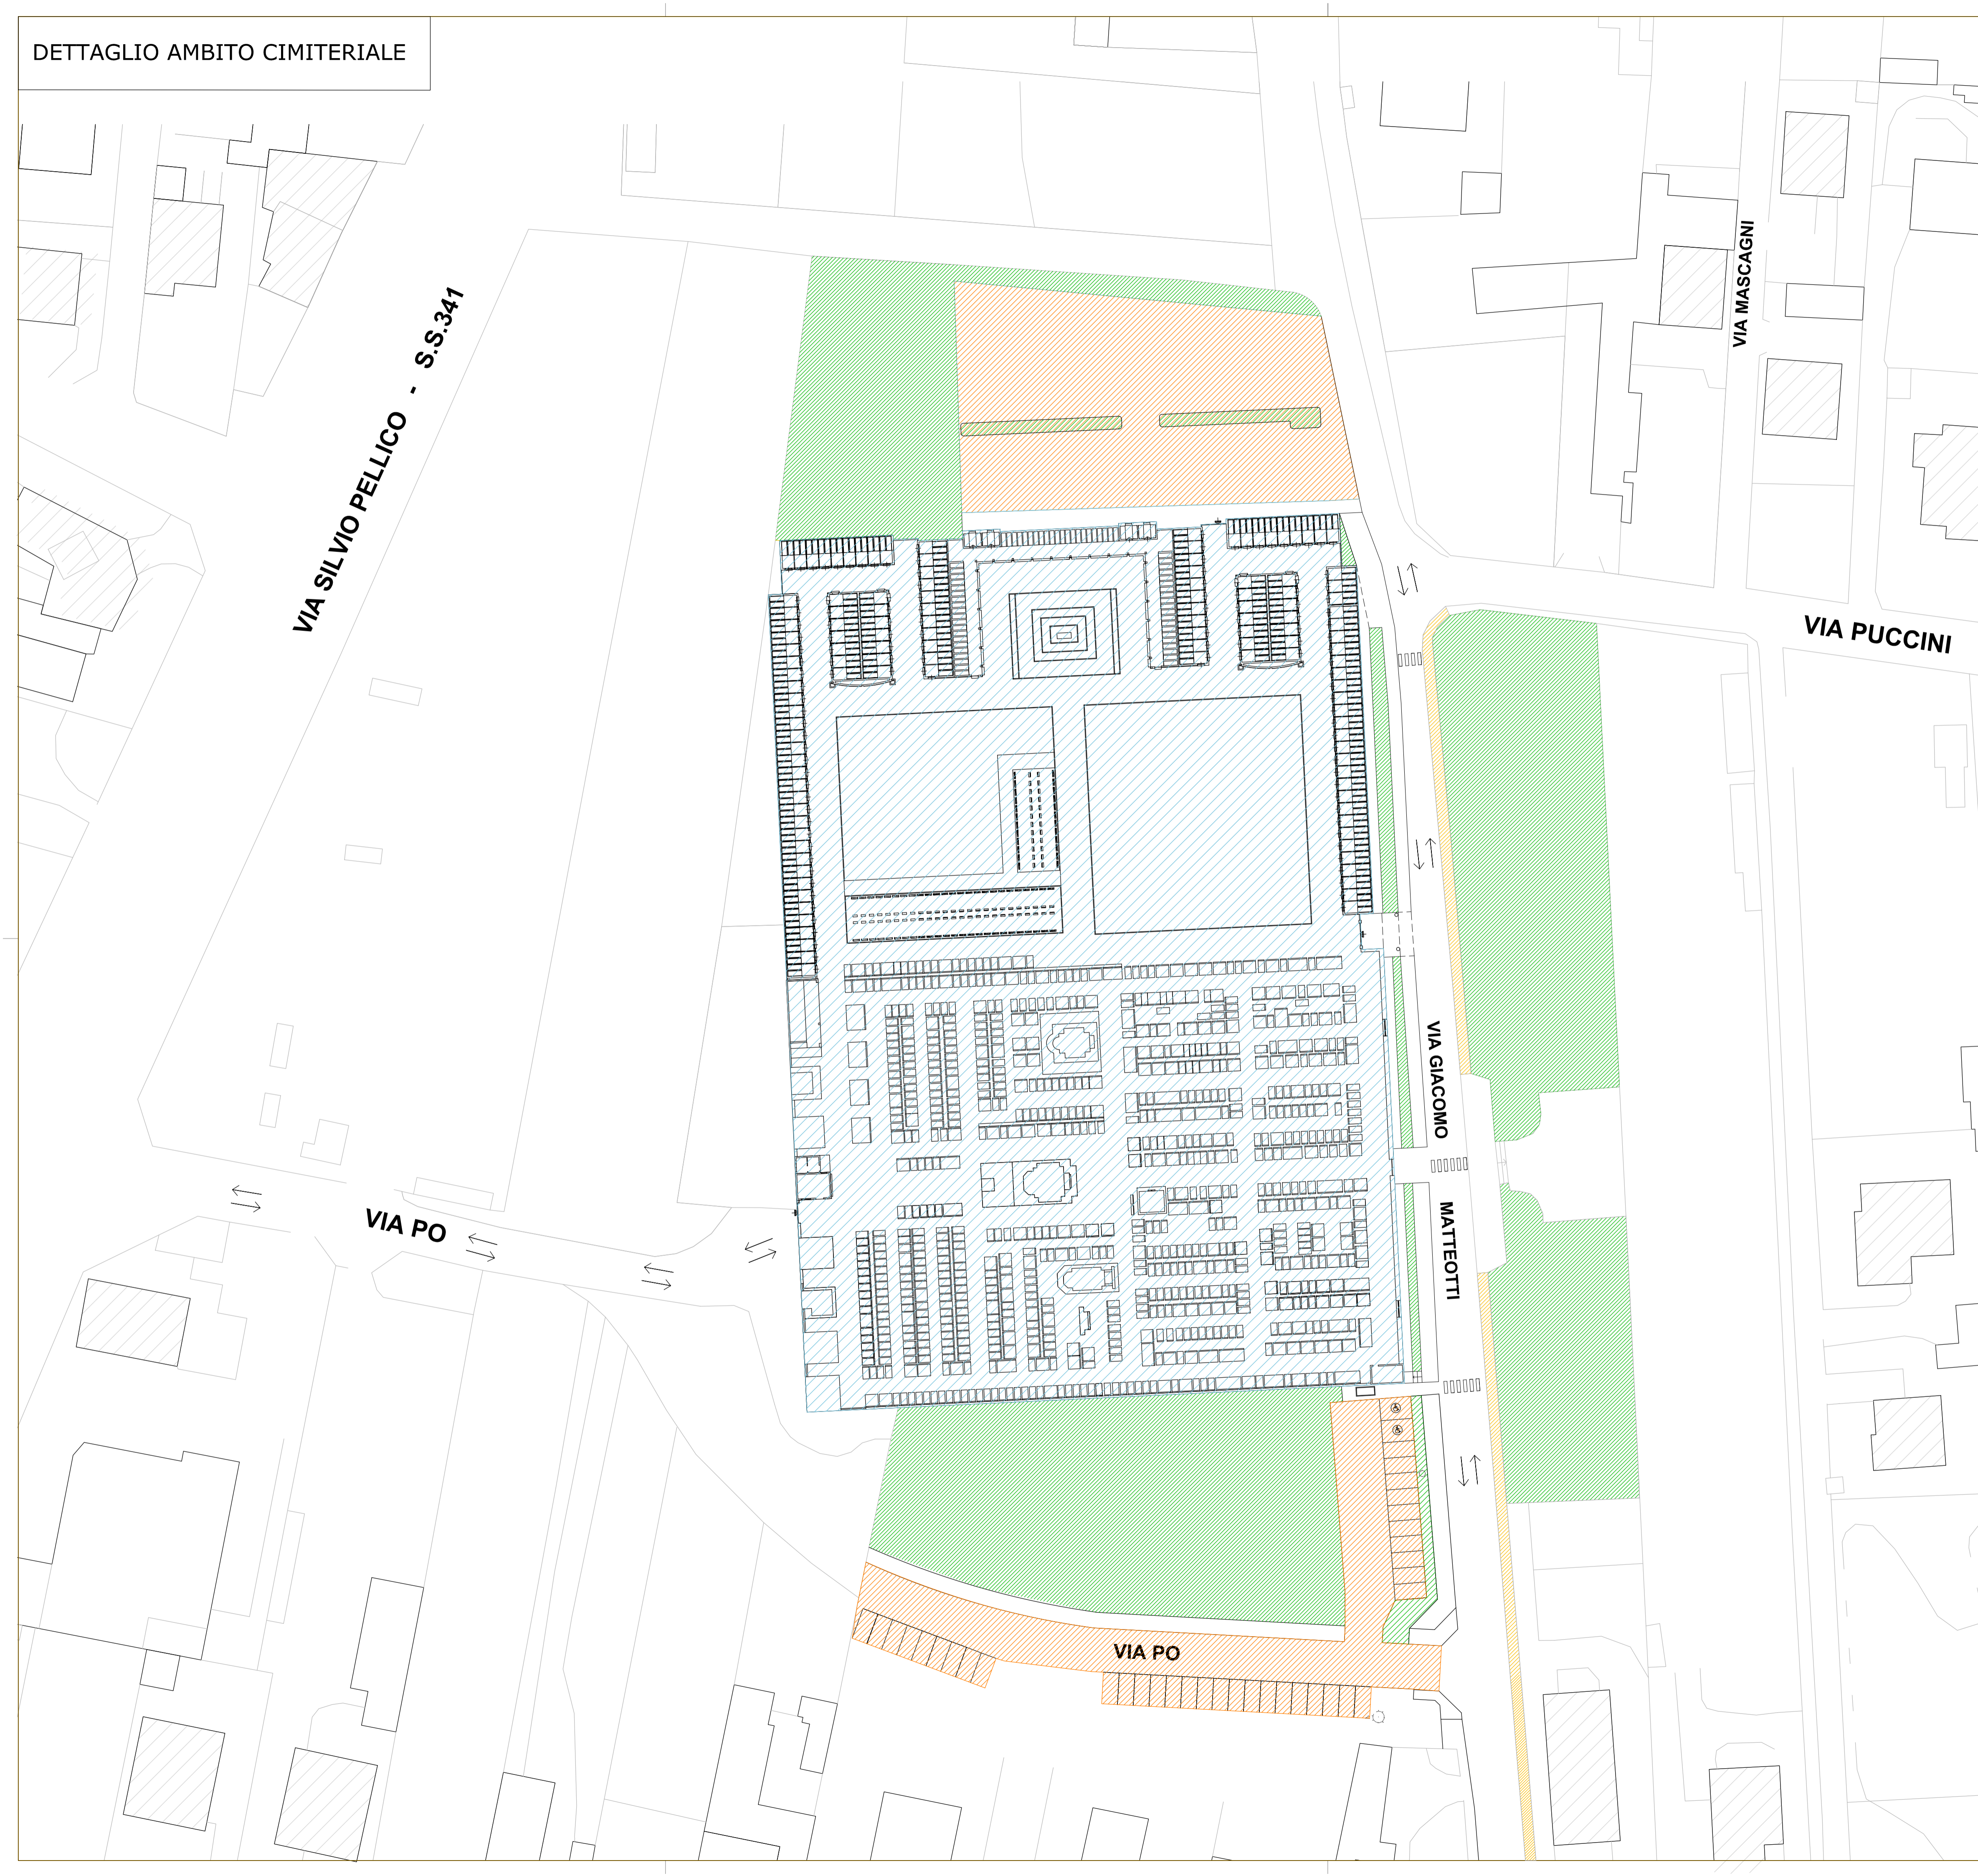 DETTAGLIO AMBITO CIMITERIALE
VIA SILVIO PELLICO - S.S.341
VIA MASCAGNI
VIA PUCCINI
VIA GIACOMO
MATTEOTTI
VIA PO
VIA PO